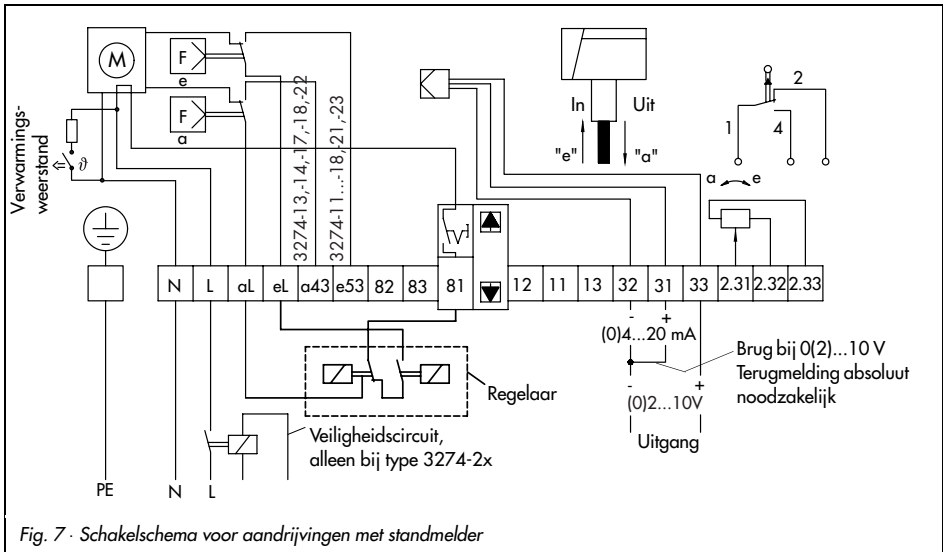 M
F
e
F
a
Verwarmings-
weerstand
ϑ
3274-13,-14,-17,-18,-22
3274-11...-18,-21,-23
In
Uit
"e"
"a"
2
1
4
a
e
N
L
aL
eL
a43
e53
82
83
81
12
11
13
32
31
33
2.31
2.32
2.33
- +
(0)4...20 mA
Brug bij 0(2)...10 V
Terugmelding absoluut
noodzakelijk
- +
(0)2...10V
Uitgang
Regelaar
Veiligheidscircuit,
alleen bij type 3274-2x
PE
N
L
Fig. 7 · Schakelschema voor aandrijvingen met standmelder